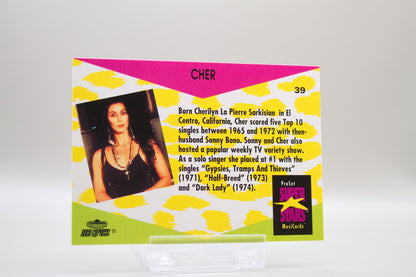 CHER
39
Born Cherilyn La Pierre Sarkisian in El
Centro, California, Cher scored five Top 10
singles between 1965 and 1972 with then-
husband Sonny Bono. Sonny and Cher also
hosted a popular weekly TV variety show.
As a solo singer she placed at #1 with the
singles "Gypsies, Tramps And Thieves"
(1971), "Half-Breed" (1973)
and "Dark Lady" (1974).
ProSet
SUPER
STARS
MusiCards™